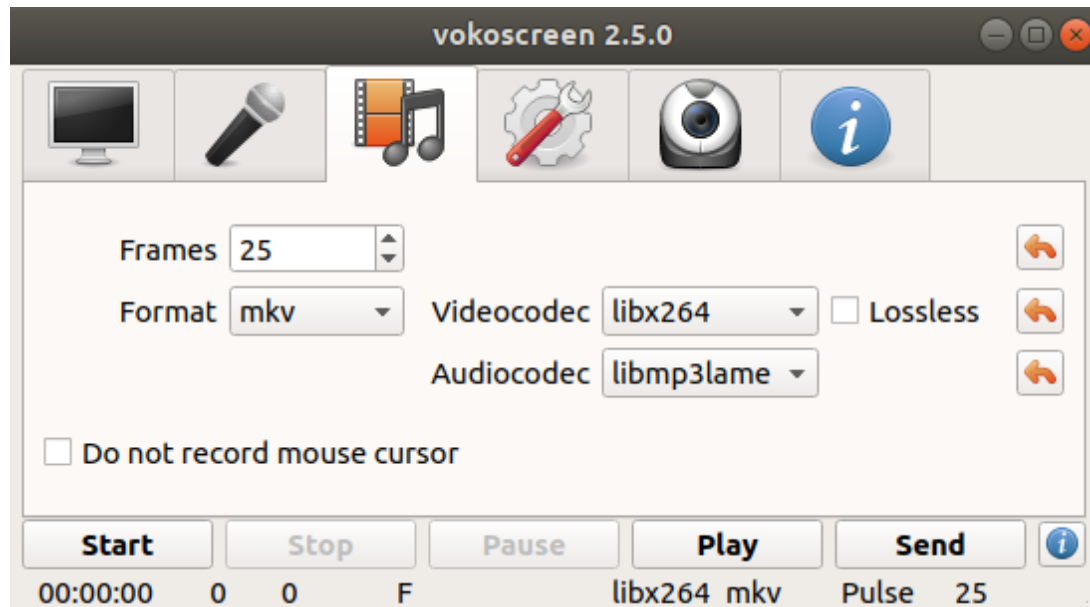 vokoscreen 2.5.0
Frames 25
Format mkv Videocodec libx264 Lossless
Audiocodec libmp3lame
Do not record mouse cursor
Start Stop Pause Play Send
00:00:00 0 0 F libx264 mkv Pulse 25